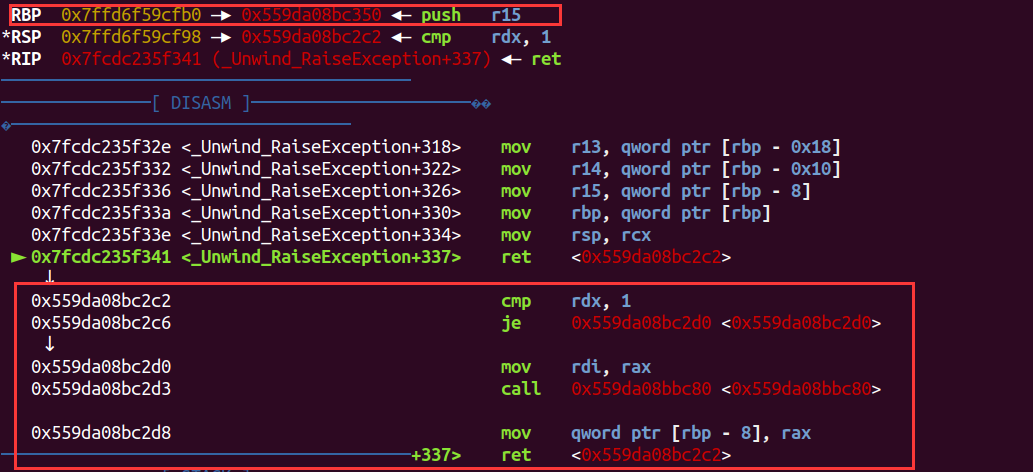 RBP 0x7ffd6f59cfb0 —▸ 0x559da08bc350 ◂— push r15
*RSP 0x7ffd6f59cf98 —▸ 0x559da08bc2c2 ◂— cmp rdx, 1
*RIP 0x7fcdc235f341 (_Unwind_RaiseException+337) ◂— ret
[ DISASM ]
0x7fcdc235f32e <_Unwind_RaiseException+318> mov r13, qword ptr [rbp - 0x18]
0x7fcdc235f332 <_Unwind_RaiseException+322> mov r14, qword ptr [rbp - 0x10]
0x7fcdc235f336 <_Unwind_RaiseException+326> mov r15, qword ptr [rbp - 8]
0x7fcdc235f33a <_Unwind_RaiseException+330> mov rbp, qword ptr [rbp]
0x7fcdc235f33e <_Unwind_RaiseException+334> mov rsp, rcx
► 0x7fcdc235f341 <_Unwind_RaiseException+337> ret <0x559da08bc2c2>
↓
0x559da08bc2c2 cmp rdx, 1
0x559da08bc2c6 je 0x559da08bc2d0 <0x559da08bc2d0>
↓
0x559da08bc2d0 mov rdi, rax
0x559da08bc2d3 call 0x559da08bbc80 <0x559da08bbc80>
0x559da08bc2d8 mov qword ptr [rbp - 8], rax
+337> ret <0x559da08bc2c2>